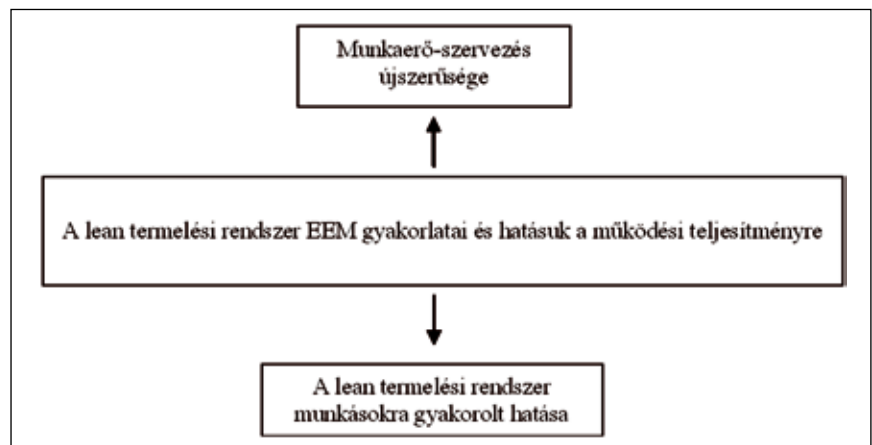 Munkaerő-szervezés
újszerűsége
A lean termelési rendszer EEM gyakorlatai és hatásuk a működési teljesítményre
A lean termelési rendszer
munkásokra gyakorolt hatása